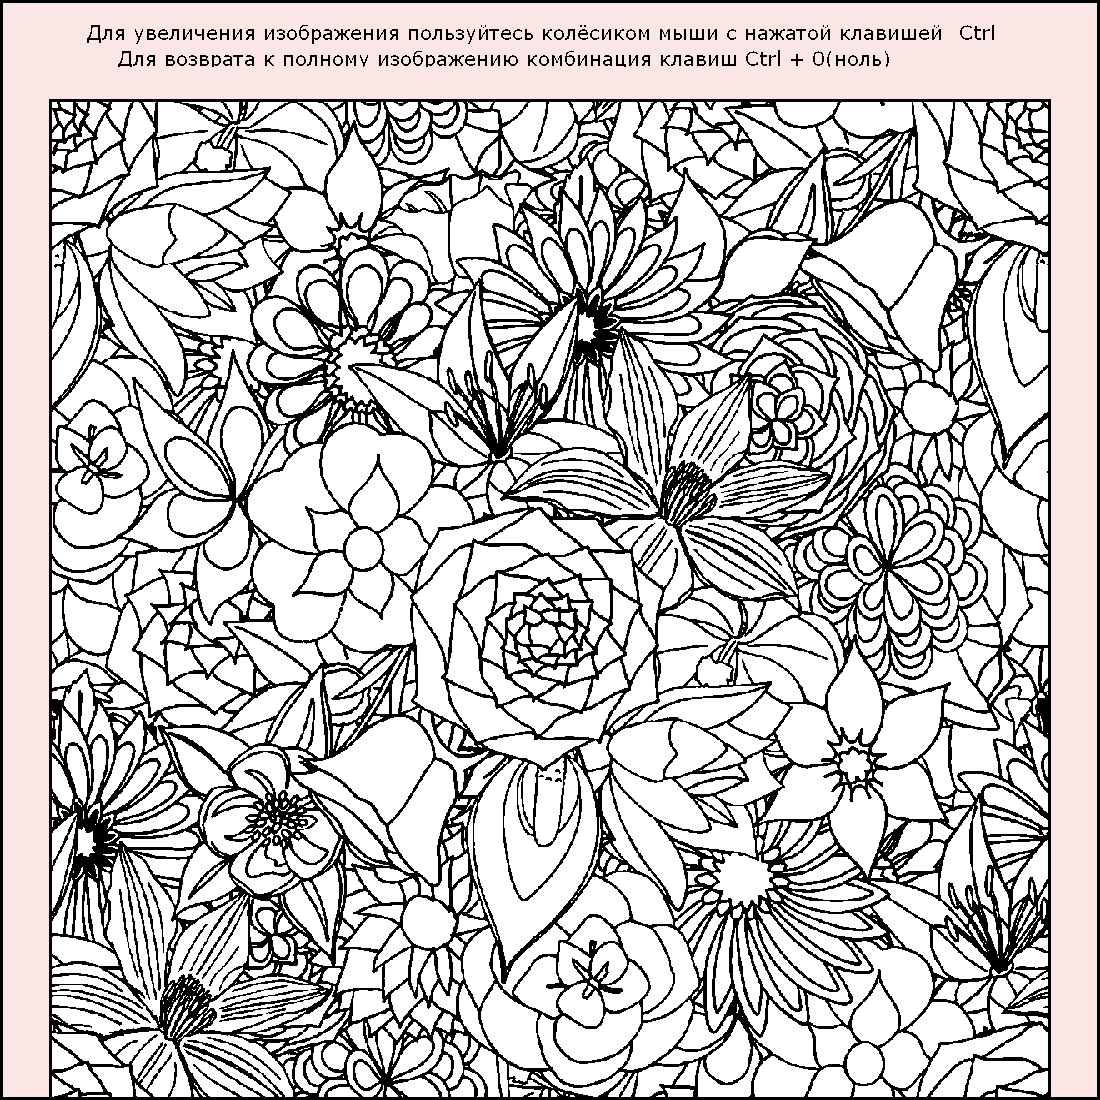 Для увеличения изображения пользуйтесь колёсиком мыши с нажатой клавишей Ctrl
Для возврата к полному изображению комбинация клавиш Ctrl + 0(ноль)